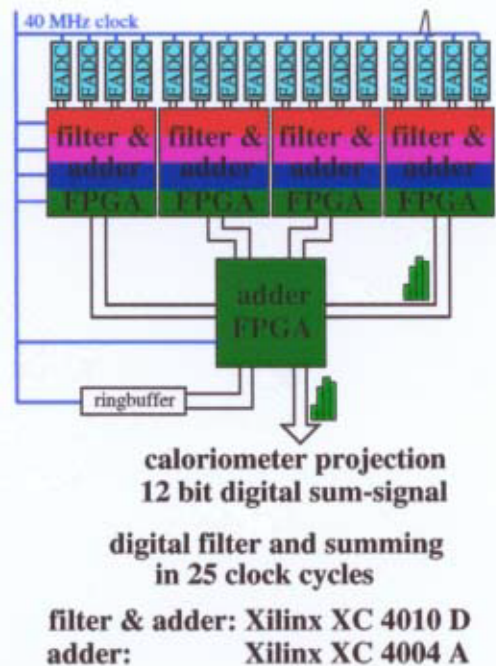 40 MHz clock
FADC FADC FADC FADC FADC FADC FADC FADC FADC FADC FADC FADC FADC FADC FADC FADC
filter & filter & filter & filter &
adder adder adder adder
FPGA FPGA FPGA FPGA
adder
FPGA
ringbuffer
caloriometer projection
12 bit digital sum-signal
digital filter and summing
in 25 clock cycles
filter & adder: Xilinx XC 4010 D
adder: Xilinx XC 4004 A